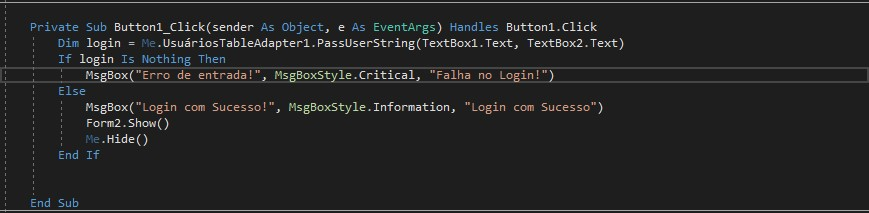 Private Sub Button1_Click(sender As Object, e As EventArgs) Handles Button1.Click
Dim login = Me.UsuáriosTableAdapter1.PassUserString(TextBox1.Text, TextBox2.Text)
If login Is Nothing Then
MsgBox("Erro de entrada!", MsgBoxStyle.Critical, "Falha no Login!")
Else
MsgBox("Login com Sucesso!", MsgBoxStyle.Information, "Login com Sucesso")
Form2.Show()
Me.Hide()
End If
End Sub